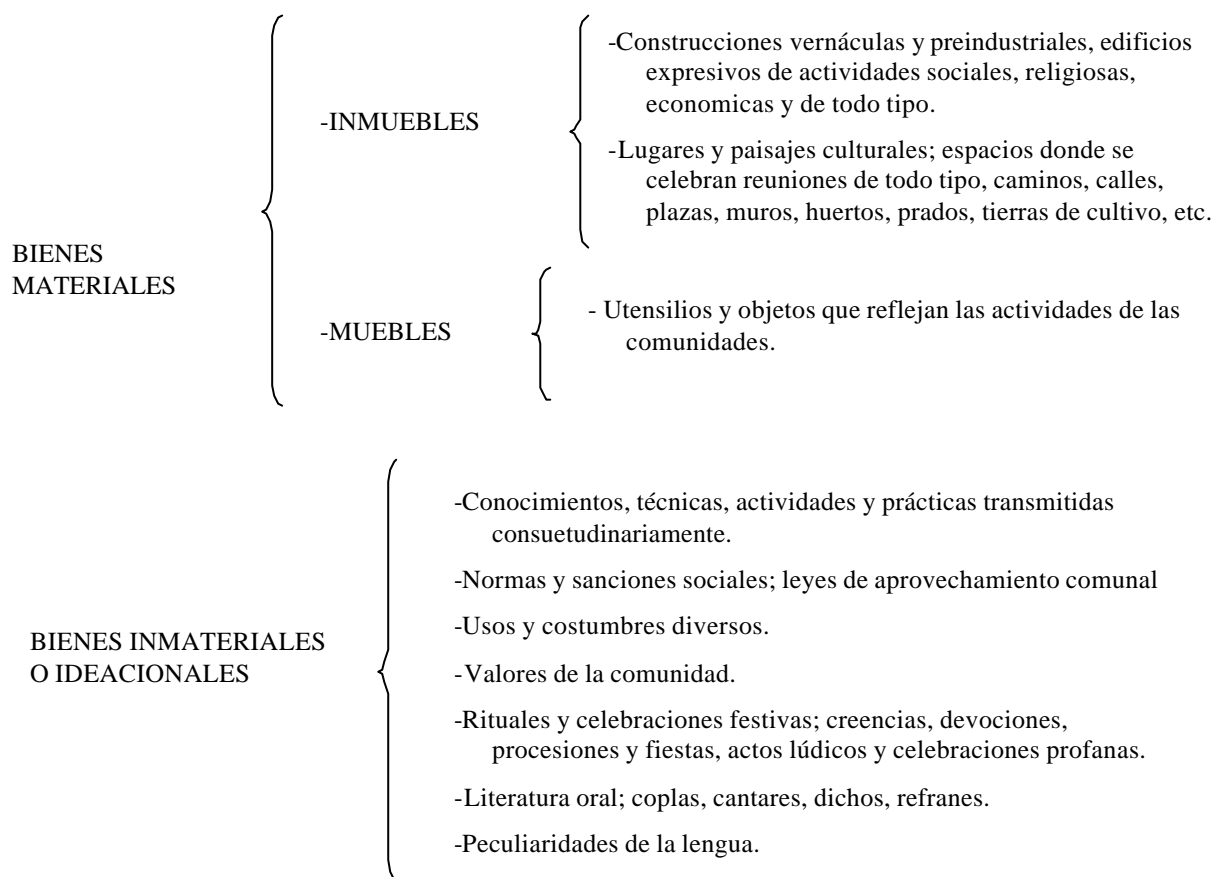 -Construcciones vernáculas y preindustriales, edificios
expresivos de actividades sociales, religiosas,
economicas y de todo tipo.
-INMUEBLES
-Lugares y paisajes culturales; espacios donde se
celebran reuniones de todo tipo, caminos, calles,
plazas, muros, huertos, prados, tierras de cultivo, etc.
BIENES
MATERIALES
- Utensilios y objetos que reflejan las actividades de las
comunidades.
-MUEBLES
-Conocimientos, técnicas, actividades y prácticas transmitidas
consuetudinariamente.
-Normas y sanciones sociales; leyes de aprovechamiento comunal
-Usos y costumbres diversos.
BIENES INMATERIALES
O IDEACIONALES
-Valores de la comunidad.
-Rituales y celebraciones festivas; creencias, devociones,
procesiones y fiestas, actos lúdicos y celebraciones profanas.
-Literatura oral; coplas, cantares, dichos, refranes.
-Peculiaridades de la lengua.